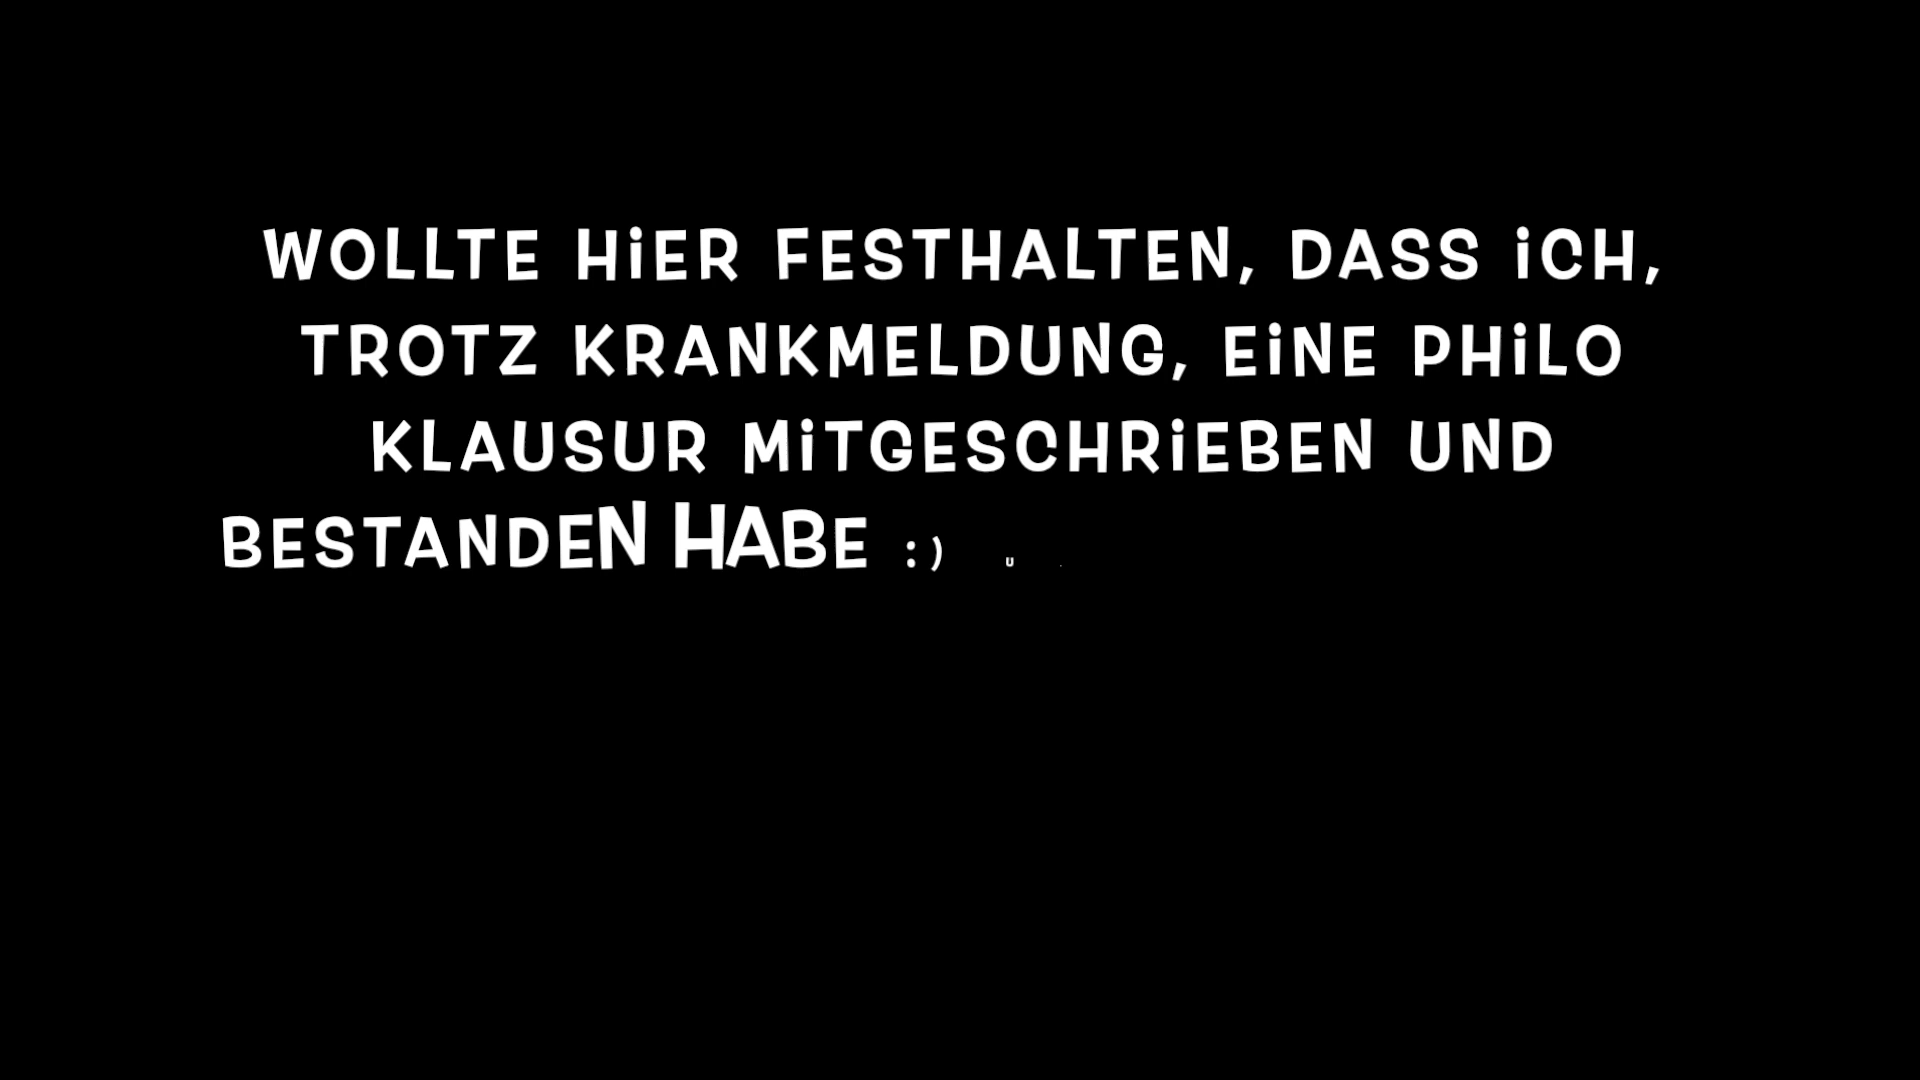 WOLLTE HiER FESTHALTEN, DASS iCH,
TROTZ KRANKMELDUNG, EiNE PHiLO
KLAUSUR MiTGESCHRiEBEN UND
BESTANDEN HABE :) U